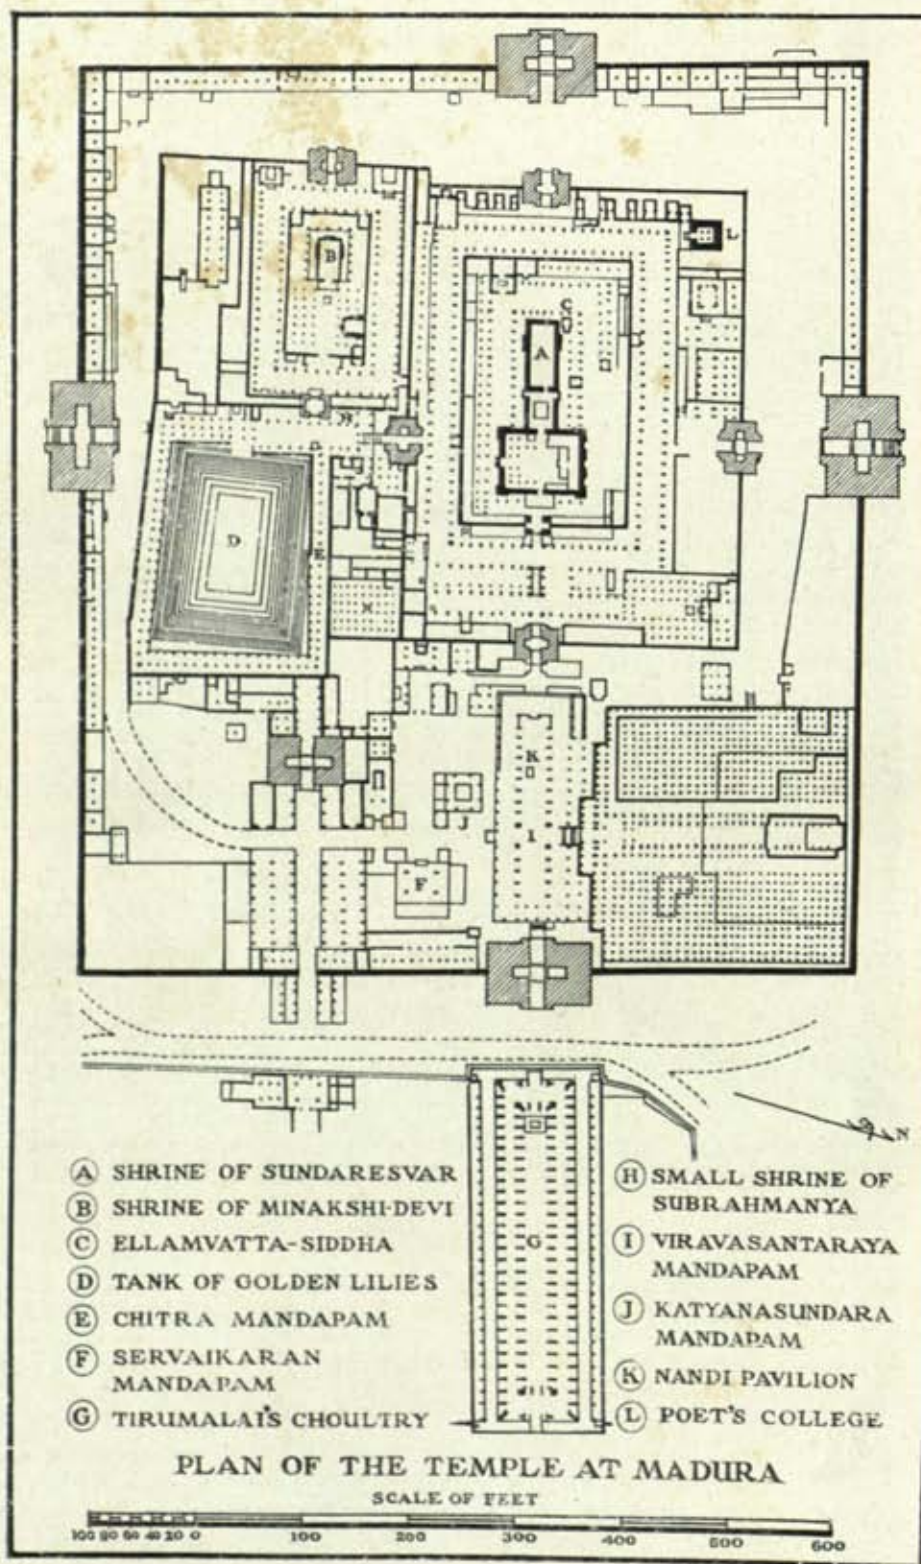 B
L
C
A
H
D
E
K
J
I
F
N
G
A SHRINE OF SUNDARESVAR
B SHRINE OF MINAKSHI-DEVI
C ELLAMVATTA-SIDDHA
D TANK OF GOLDEN LILIES
E CHITRA MANDAPAM
F SERVAIKARAN
MANDAPAM
G TIRUMALAI'S CHOULTRY
H SMALL SHRINE OF
SUBRAHMANYA
I VIRAVASANTARAYA
MANDAPAM
J KATYANASUNDARA
MANDAPAM
K NANDI PAVILION
L POET'S COLLEGE
PLAN OF THE TEMPLE AT MADURA
SCALE OF FEET
100 80 60 40 20 0 100 200 300 400 500 600